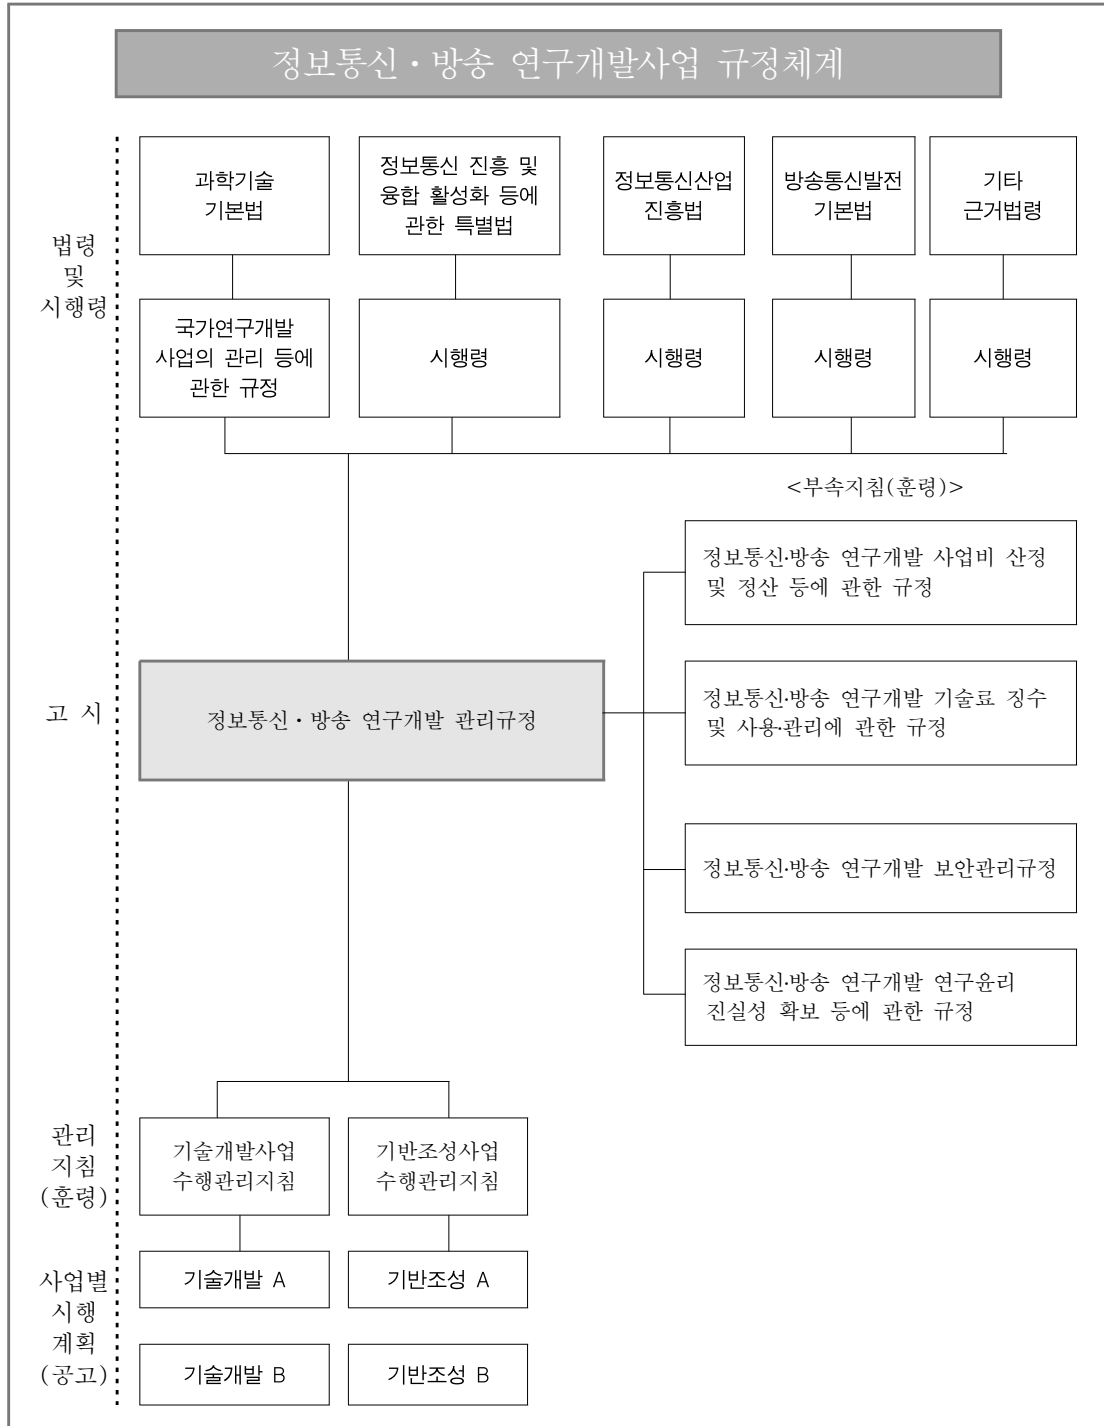 정보통신・방송 연구개발사업 규정체계
법령
및
시행령
과학기술
기본법
정보통신 진흥 및
융합 활성화 등에
관한 특별법
정보통신산업
진흥법
방송통신발전
기본법
기타
근거법령
국가연구개발
사업의 관리 등에
관한 규정
시행령
시행령
시행령
시행령
<부속지침(훈령)>
정보통신·방송 연구개발 사업비 산정
및 정산 등에 관한 규정
고 시
정보통신・방송 연구개발 관리규정
정보통신·방송 연구개발 기술료 징수
및 사용·관리에 관한 규정
정보통신·방송 연구개발 보안관리규정
정보통신·방송 연구개발 연구윤리
진실성 확보 등에 관한 규정
관리
지침
(훈령)
기술개발사업
수행관리지침
기반조성사업
수행관리지침
사업별
시행
계획
(공고)
기술개발 A
기반조성 A
기술개발 B
기반조성 B